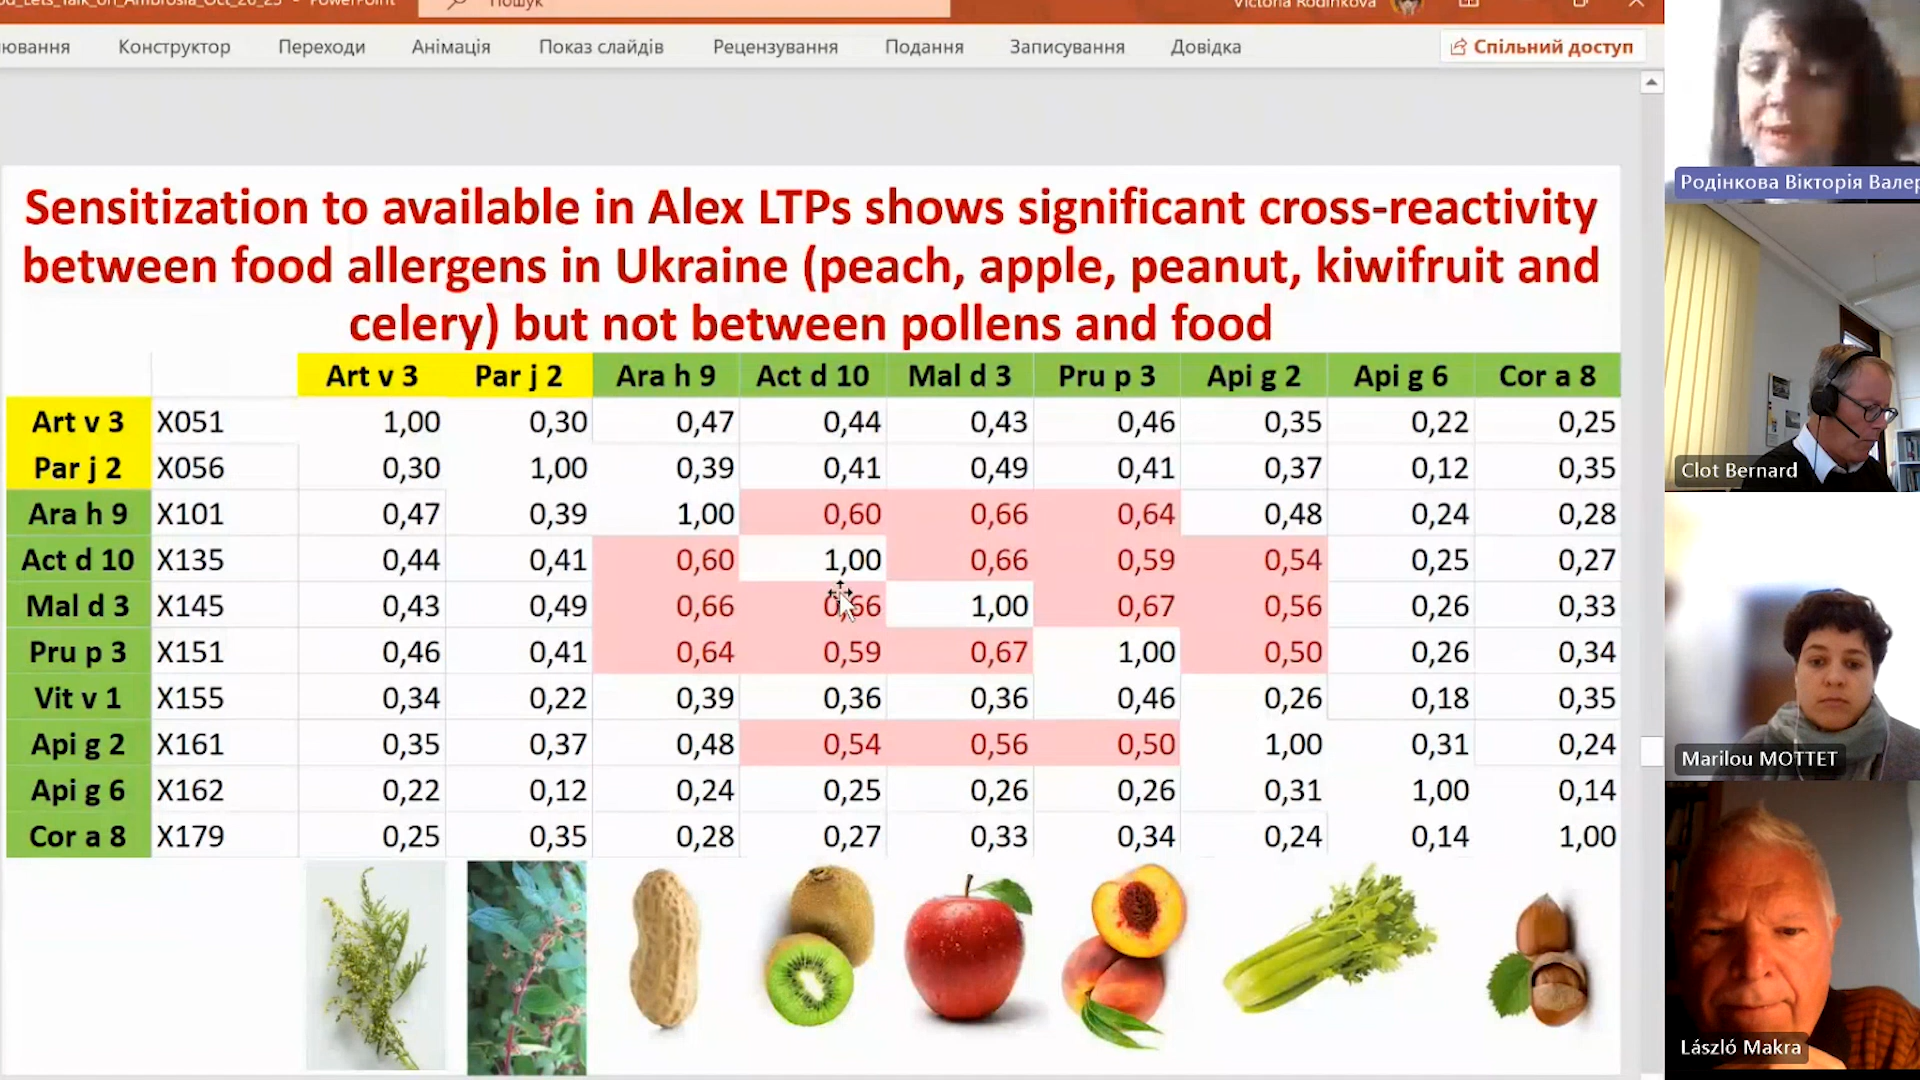 od_Lets_Talk_on_Ambrosia_Oct_26_23 - PowerPoint
Пошук
Victoria Rodinkova
ювання Конструктор Переходи Анімація Показ слайдів Рецензування Подання Записування Довідка Спільний доступ
Sensitization to available in Alex LTPs shows significant cross-reactivity
between food allergens in Ukraine (peach, apple, peanut, kiwifruit and
celery) but not between pollens and food
Art v 3 Par j 2 Ara h 9 Act d 10 Mal d 3 Pru p 3 Api g 2 Api g 6 Cor a 8
Art v 3 X051 1,00 0,30 0,47 0,44 0,43 0,46 0,35 0,22 0,25
Par j 2 X056 0,30 1,00 0,39 0,41 0,49 0,41 0,37 0,12 0,35
Ara h 9 X101 0,47 0,39 1,00 0,60 0,66 0,64 0,48 0,24 0,28
Act d 10 X135 0,44 0,41 0,60 1,00 0,66 0,59 0,54 0,25 0,27
Mal d 3 X145 0,43 0,49 0,66 0,66 1,00 0,67 0,56 0,26 0,33
Pru p 3 X151 0,46 0,41 0,64 0,59 0,67 1,00 0,50 0,26 0,34
Vit v 1 X155 0,34 0,22 0,39 0,36 0,36 0,46 0,26 0,18 0,35
Api g 2 X161 0,35 0,37 0,48 0,54 0,56 0,50 1,00 0,31 0,24
Api g 6 X162 0,22 0,12 0,24 0,25 0,26 0,26 0,31 1,00 0,14
Cor a 8 X179 0,25 0,35 0,28 0,27 0,33 0,34 0,24 0,14 1,00
Родінкова Вікторія Валер
Clot Bernard
Marilou MOTTET
László Makra